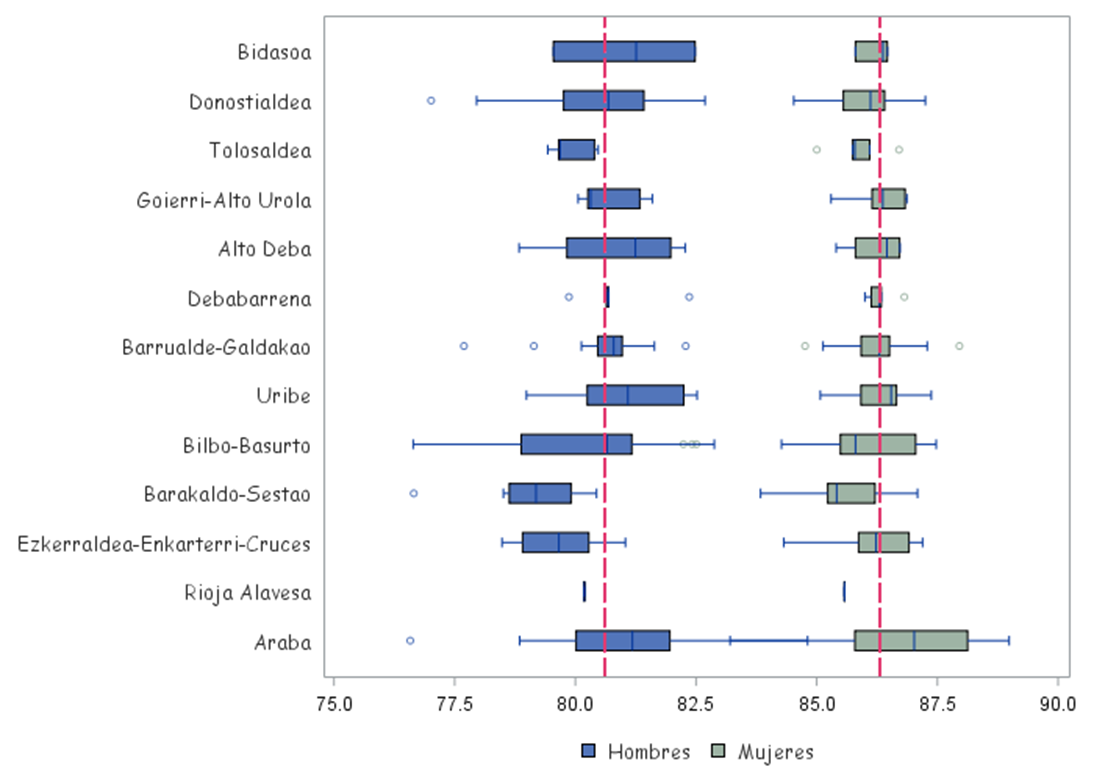 Bidasoa
Donostialdea
Tolosaldea
Goierri-Alto Urola
Alto Deba
Debabarrena
Barrualde-Galdakao
Uribe
Bilbo-Basurto
Barakaldo-Sestao
Ezkerraldea-Enkarterri-Cruces
Rioja Alavesa
Araba
75.0 77.5 80.0 82.5 85.0 87.5 90.0
Hombres Mujeres